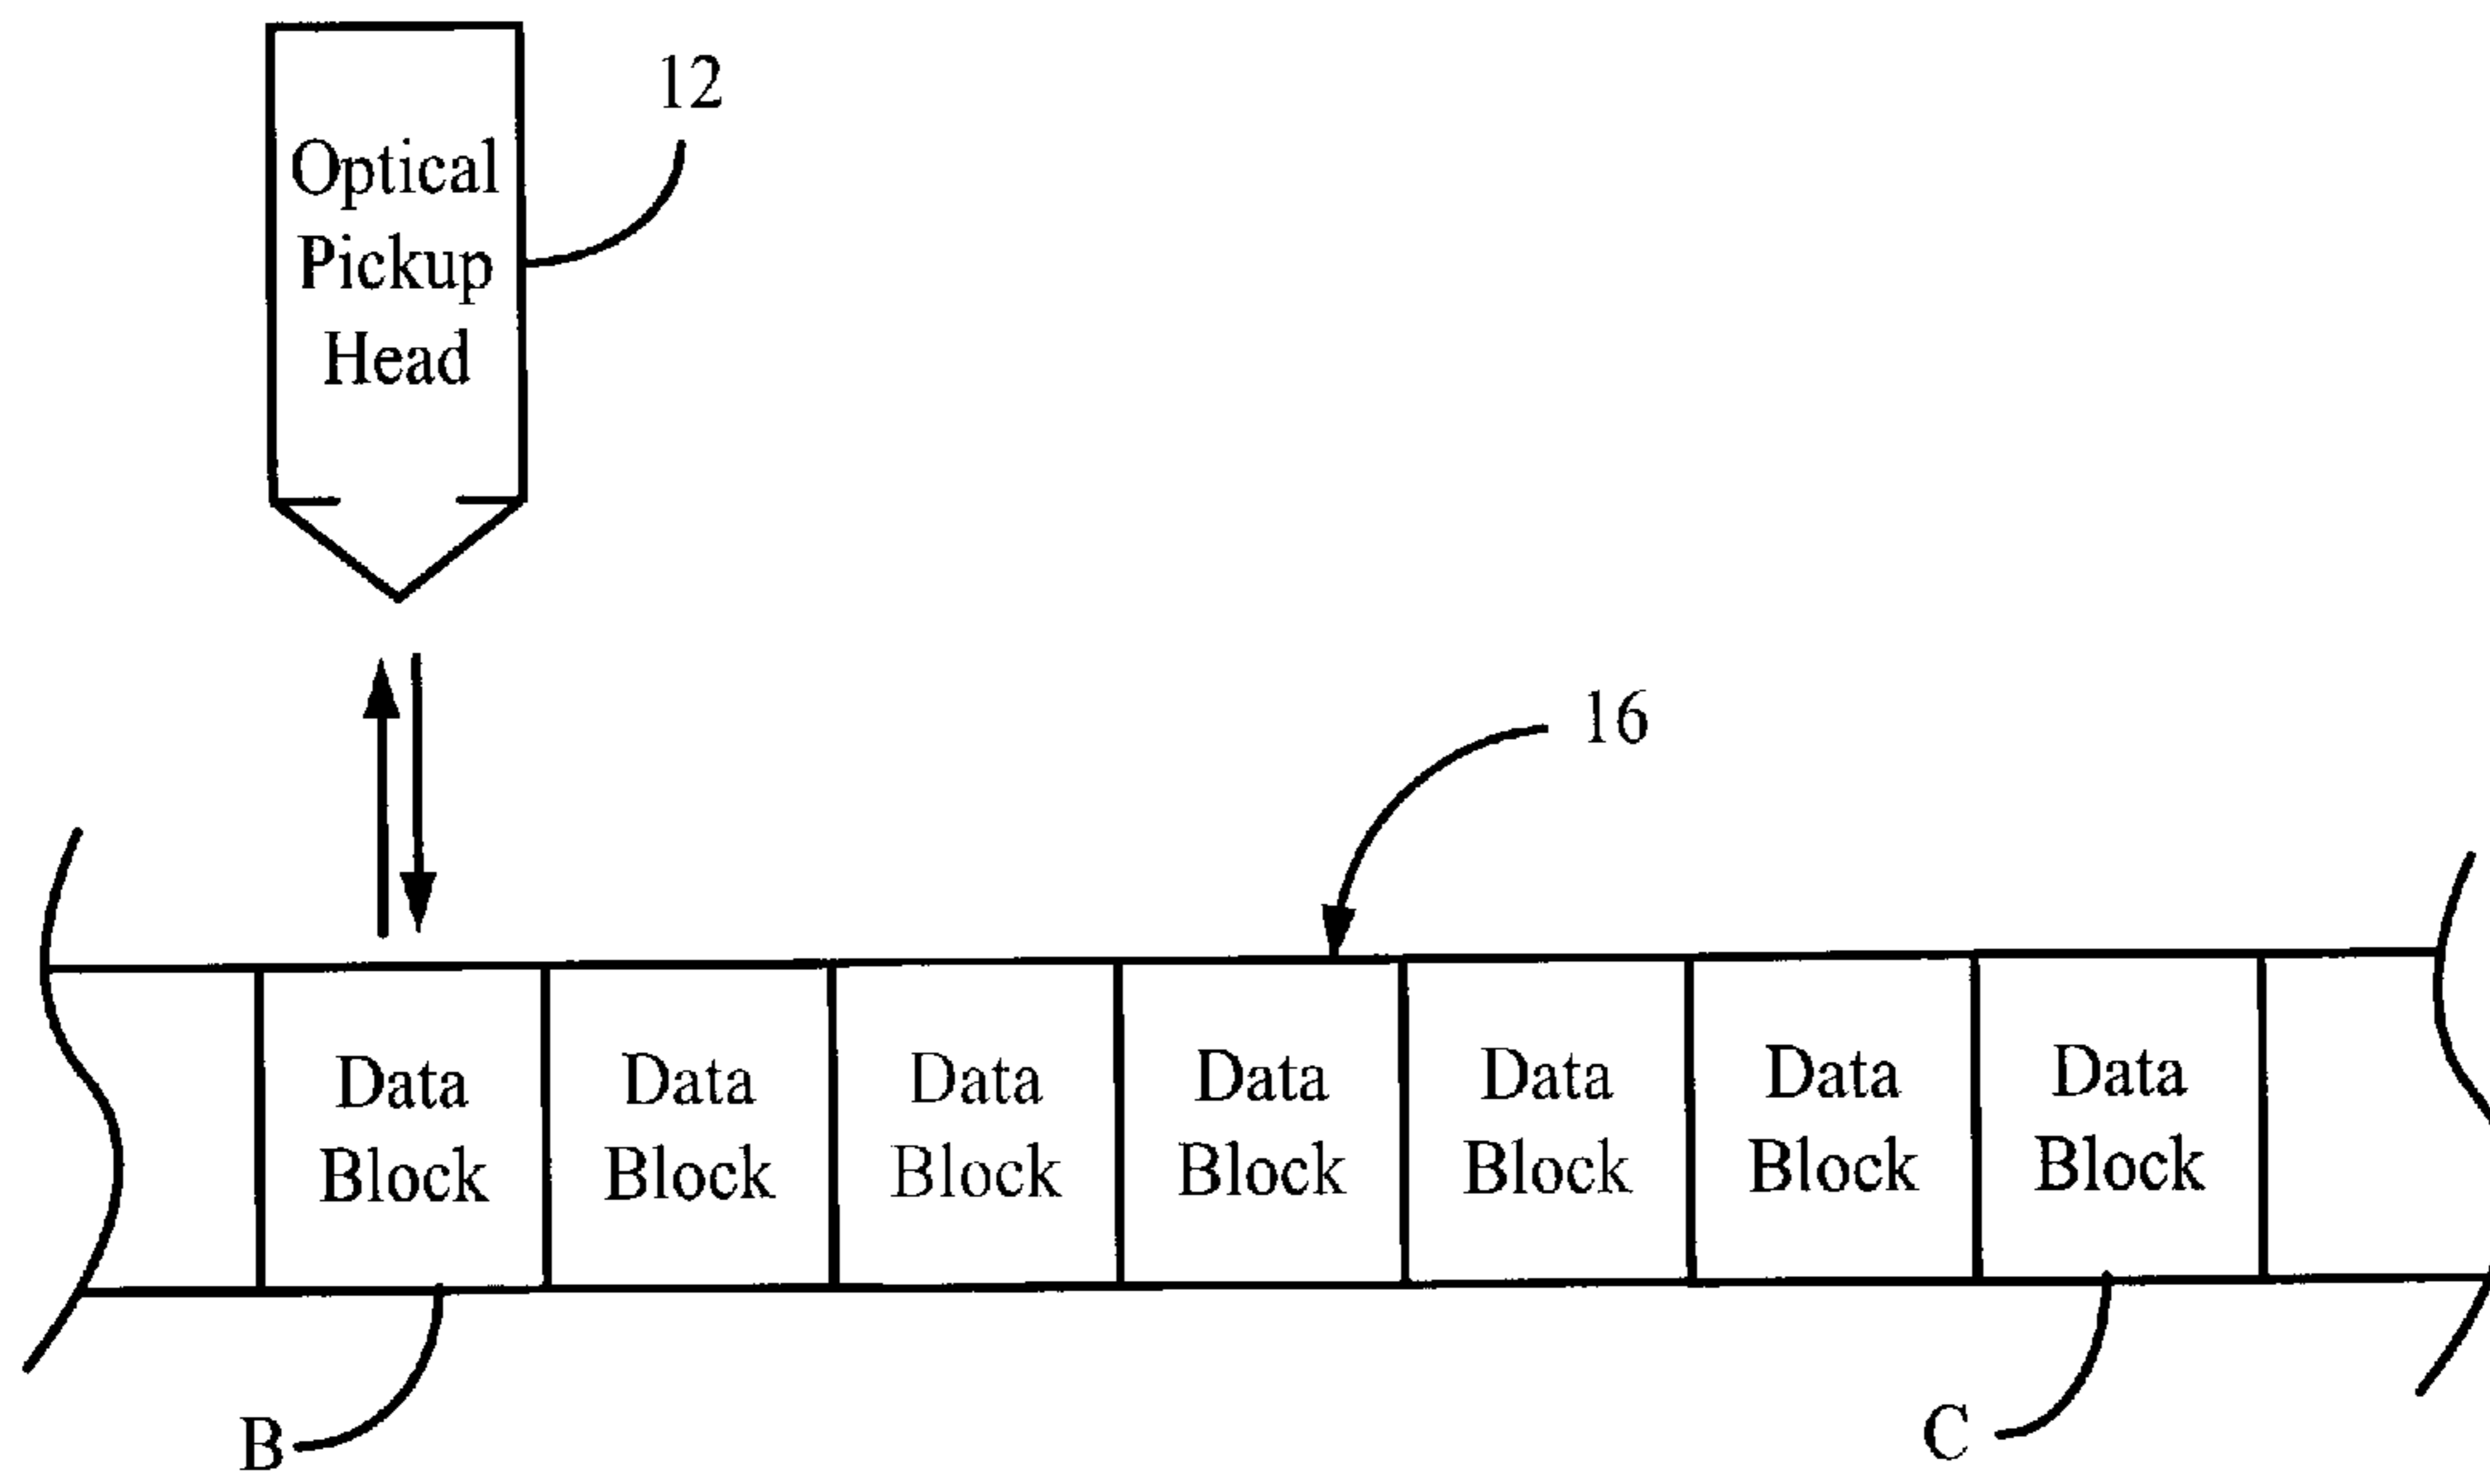 12
Optical
Pickup
Head
16
Data Data Data Data Data Data Data
Block Block Block Block Block Block Block
B C